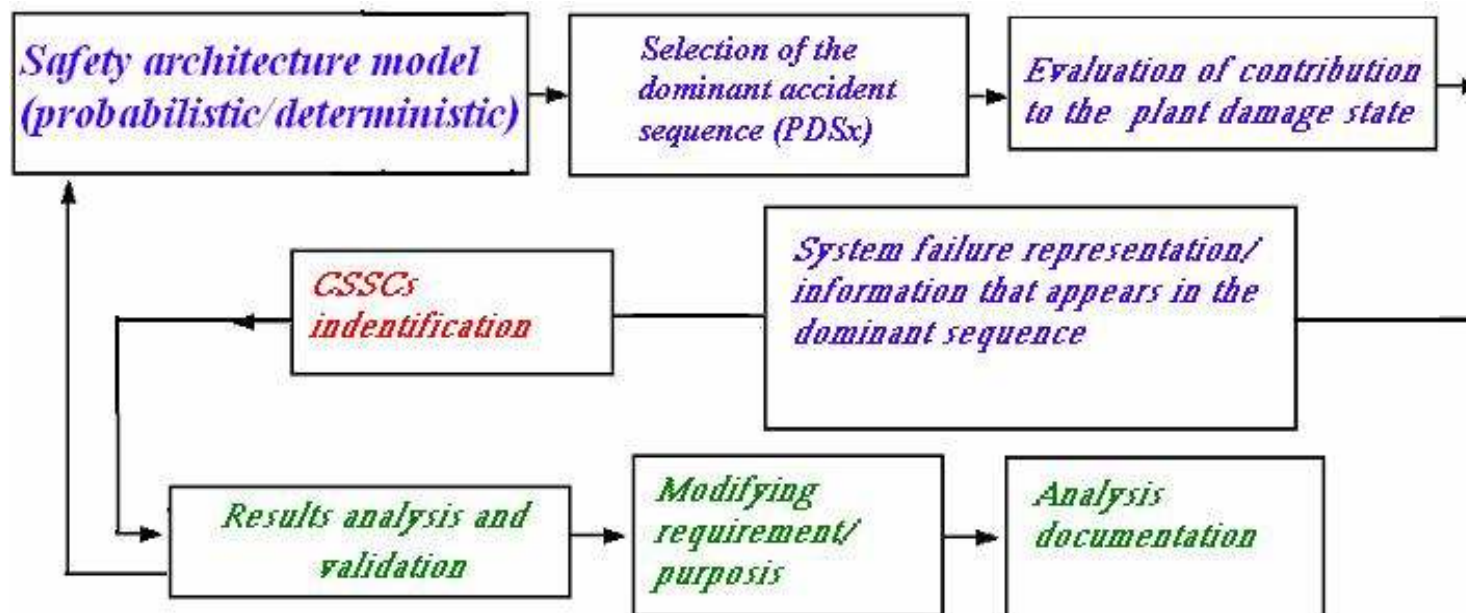 Safety architecture model
(probabilistic/deterministic)
Selection of the
dominant accident
sequence (PDSx)
Evaluation of contribution
to the plant damage state
System failure representation/
information that appears in the
dominant sequence
CSSCs
indentification
Results analysis and
validation
Modifying
requirement/
purposis
Analysis
documentation